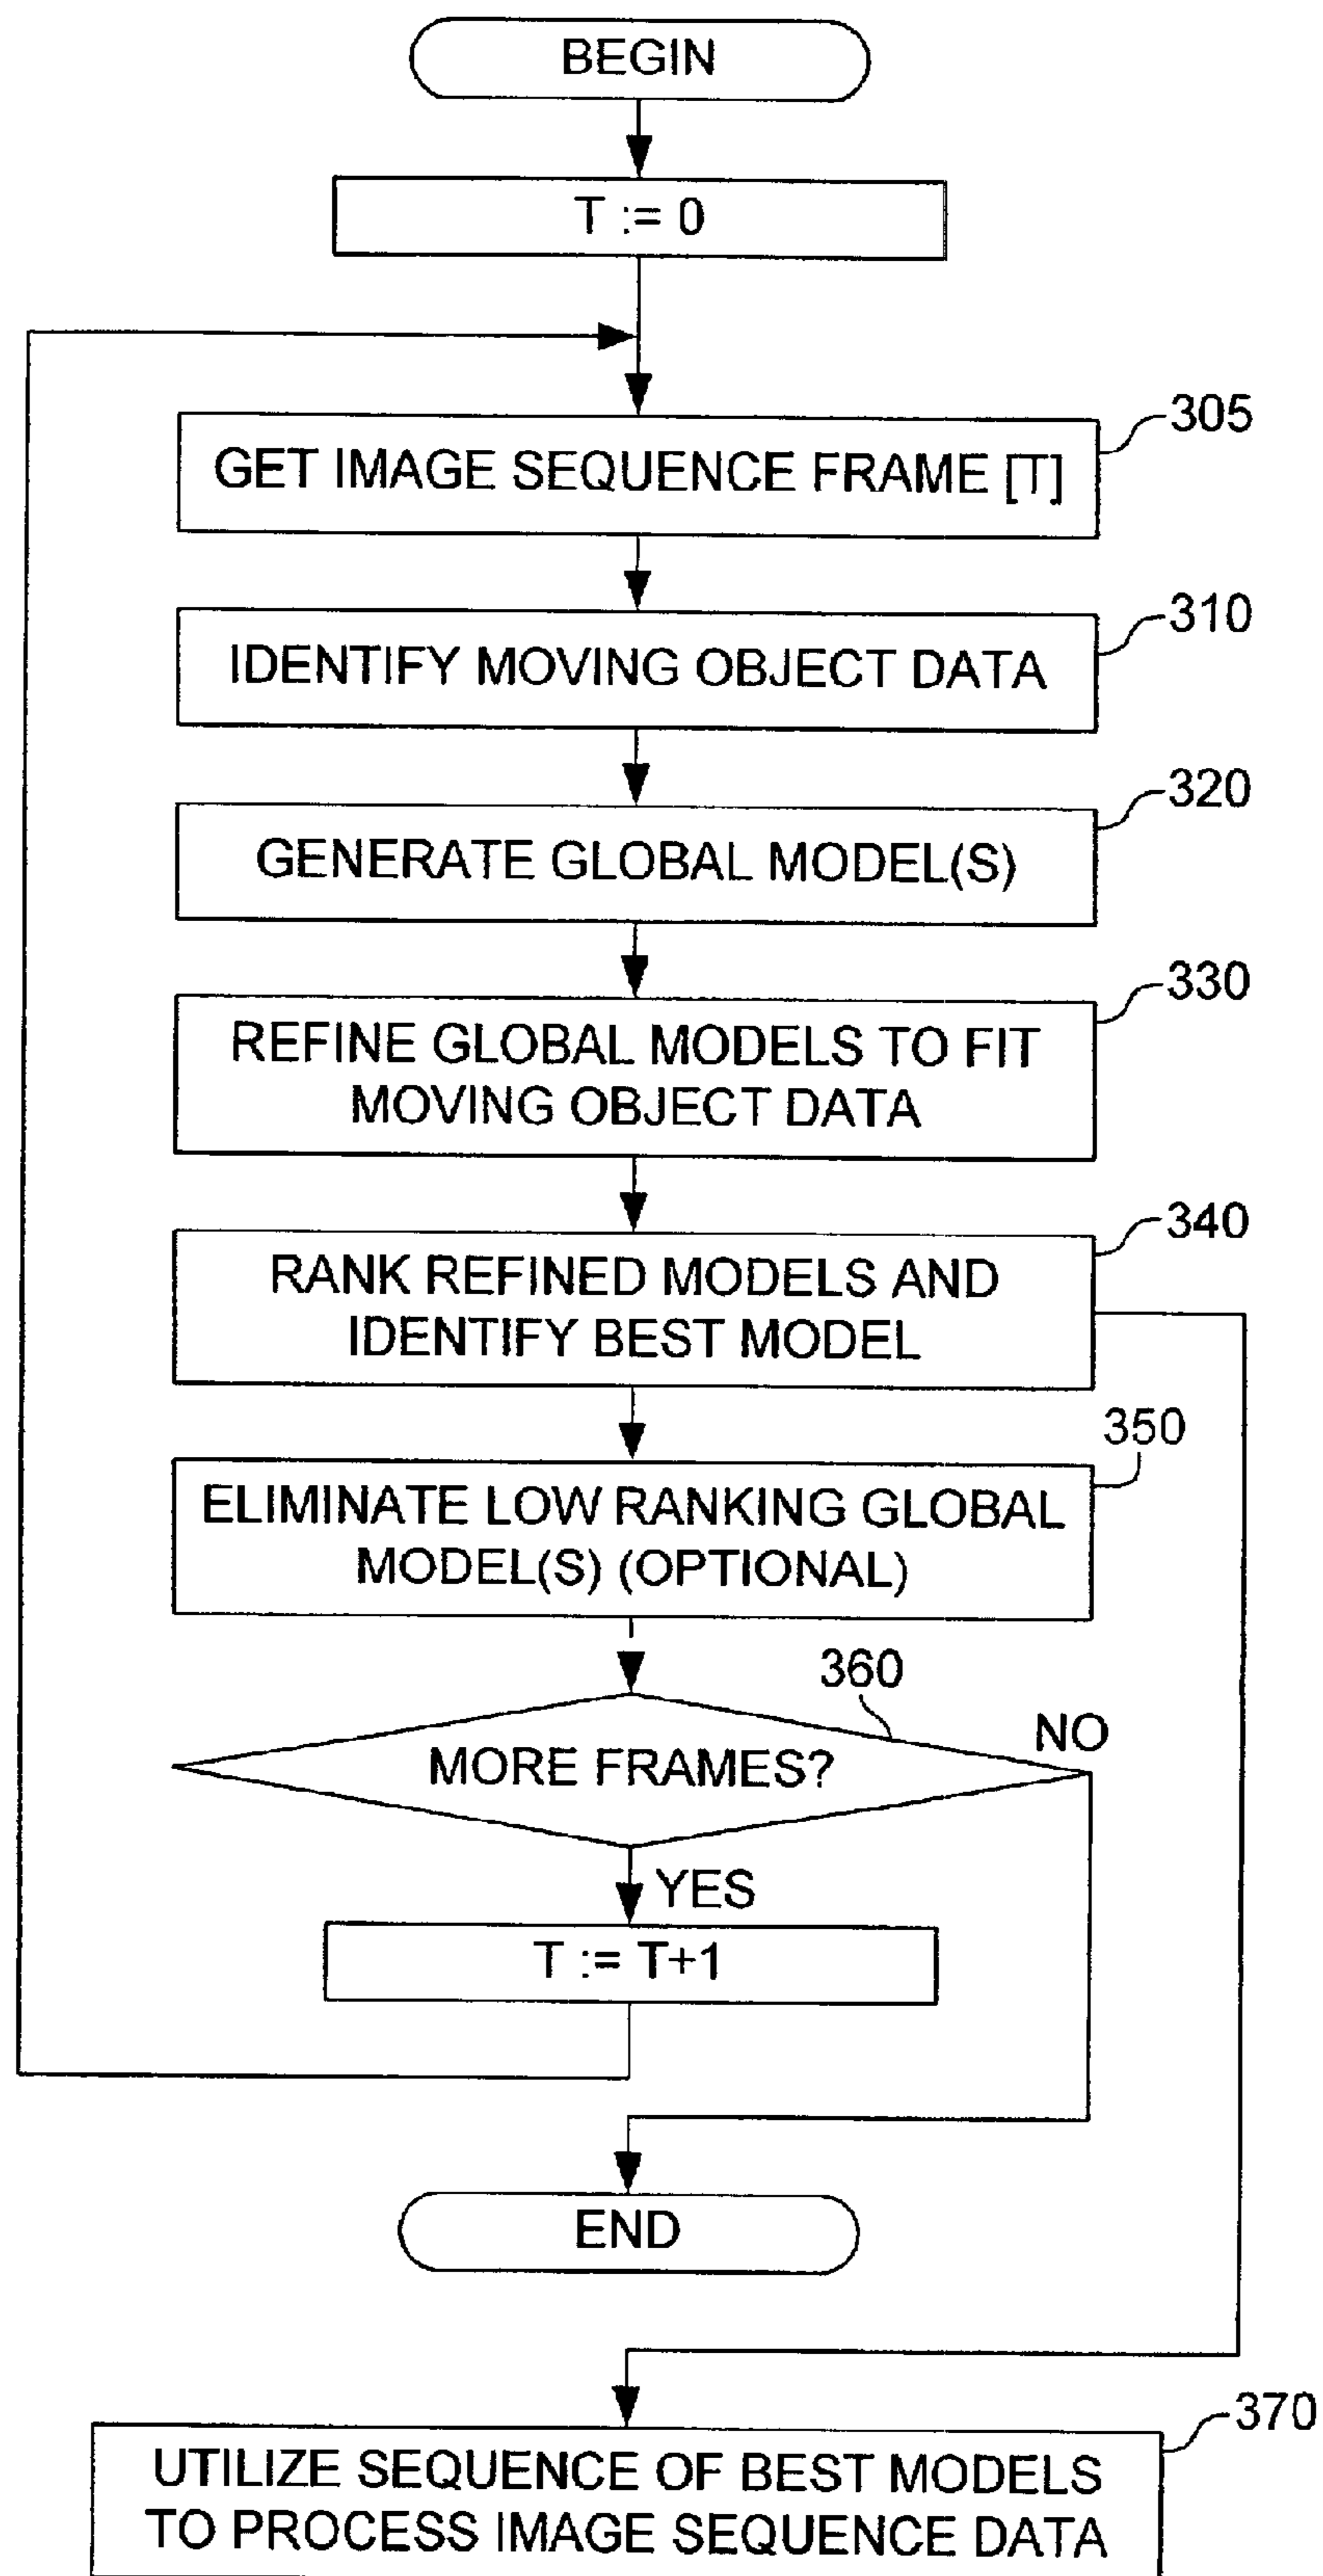 BEGIN
T := 0
305
GET IMAGE SEQUENCE FRAME [T]
310
IDENTIFY MOVING OBJECT DATA
320
GENERATE GLOBAL MODEL(S)
330
REFINE GLOBAL MODELS TO FIT
MOVING OBJECT DATA
340
RANK REFINED MODELS AND
IDENTIFY BEST MODEL
350
ELIMINATE LOW RANKING GLOBAL
MODEL(S) (OPTIONAL)
360
MORE FRAMES?
NO
YES
T := T+1
END
370
UTILIZE SEQUENCE OF BEST MODELS
TO PROCESS IMAGE SEQUENCE DATA